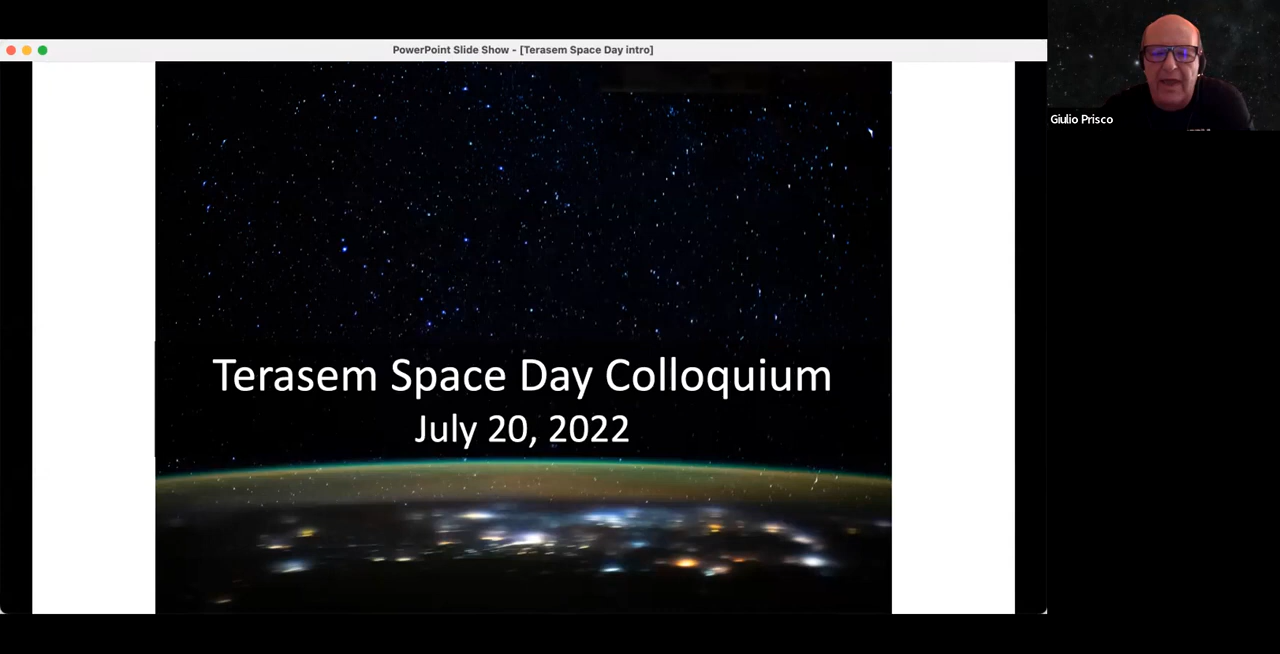 PowerPoint Slide Show - [Terasem Space Day intro]
Giulio Prisco
Terasem Space Day Colloquium
July 20, 2022